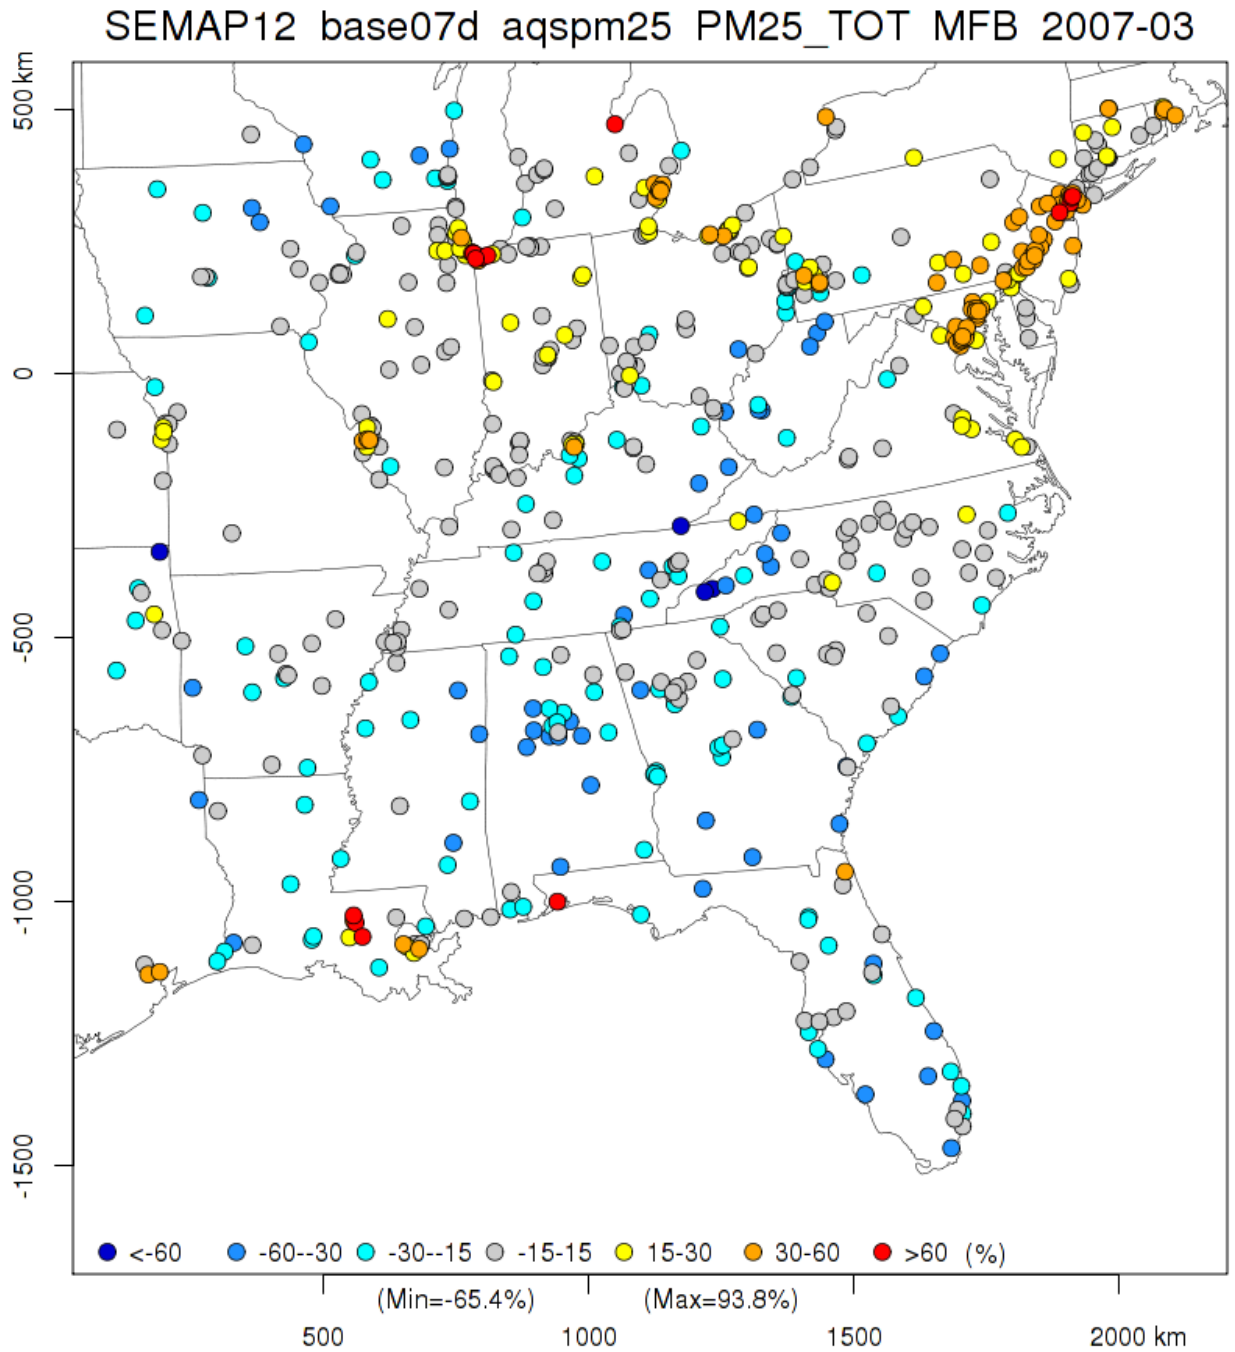 SEMAP12 base07d aqspm25 PM25_TOT MFB 2007-03
500 km
0
-500
-1000
-1500
<-60 -60--30 -30--15 -15-15 15-30 30-60 >60 (%)
(Min=-65.4%) (Max=93.8%)
500 1000 1500 2000 km